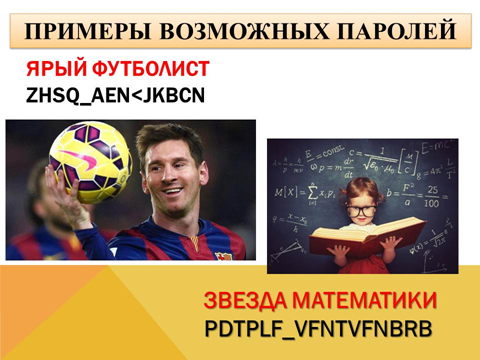 ПРИМЕРЫ ВОЗМОЖНЫХ ПАРОЛЕЙ
ЯРЫЙ ФУТБОЛИСТ
ZHSQ_AEN<JKBCN
ЗВЕЗДА МАТЕМАТИКИ
PDTPLF_VFNTVFNBRB